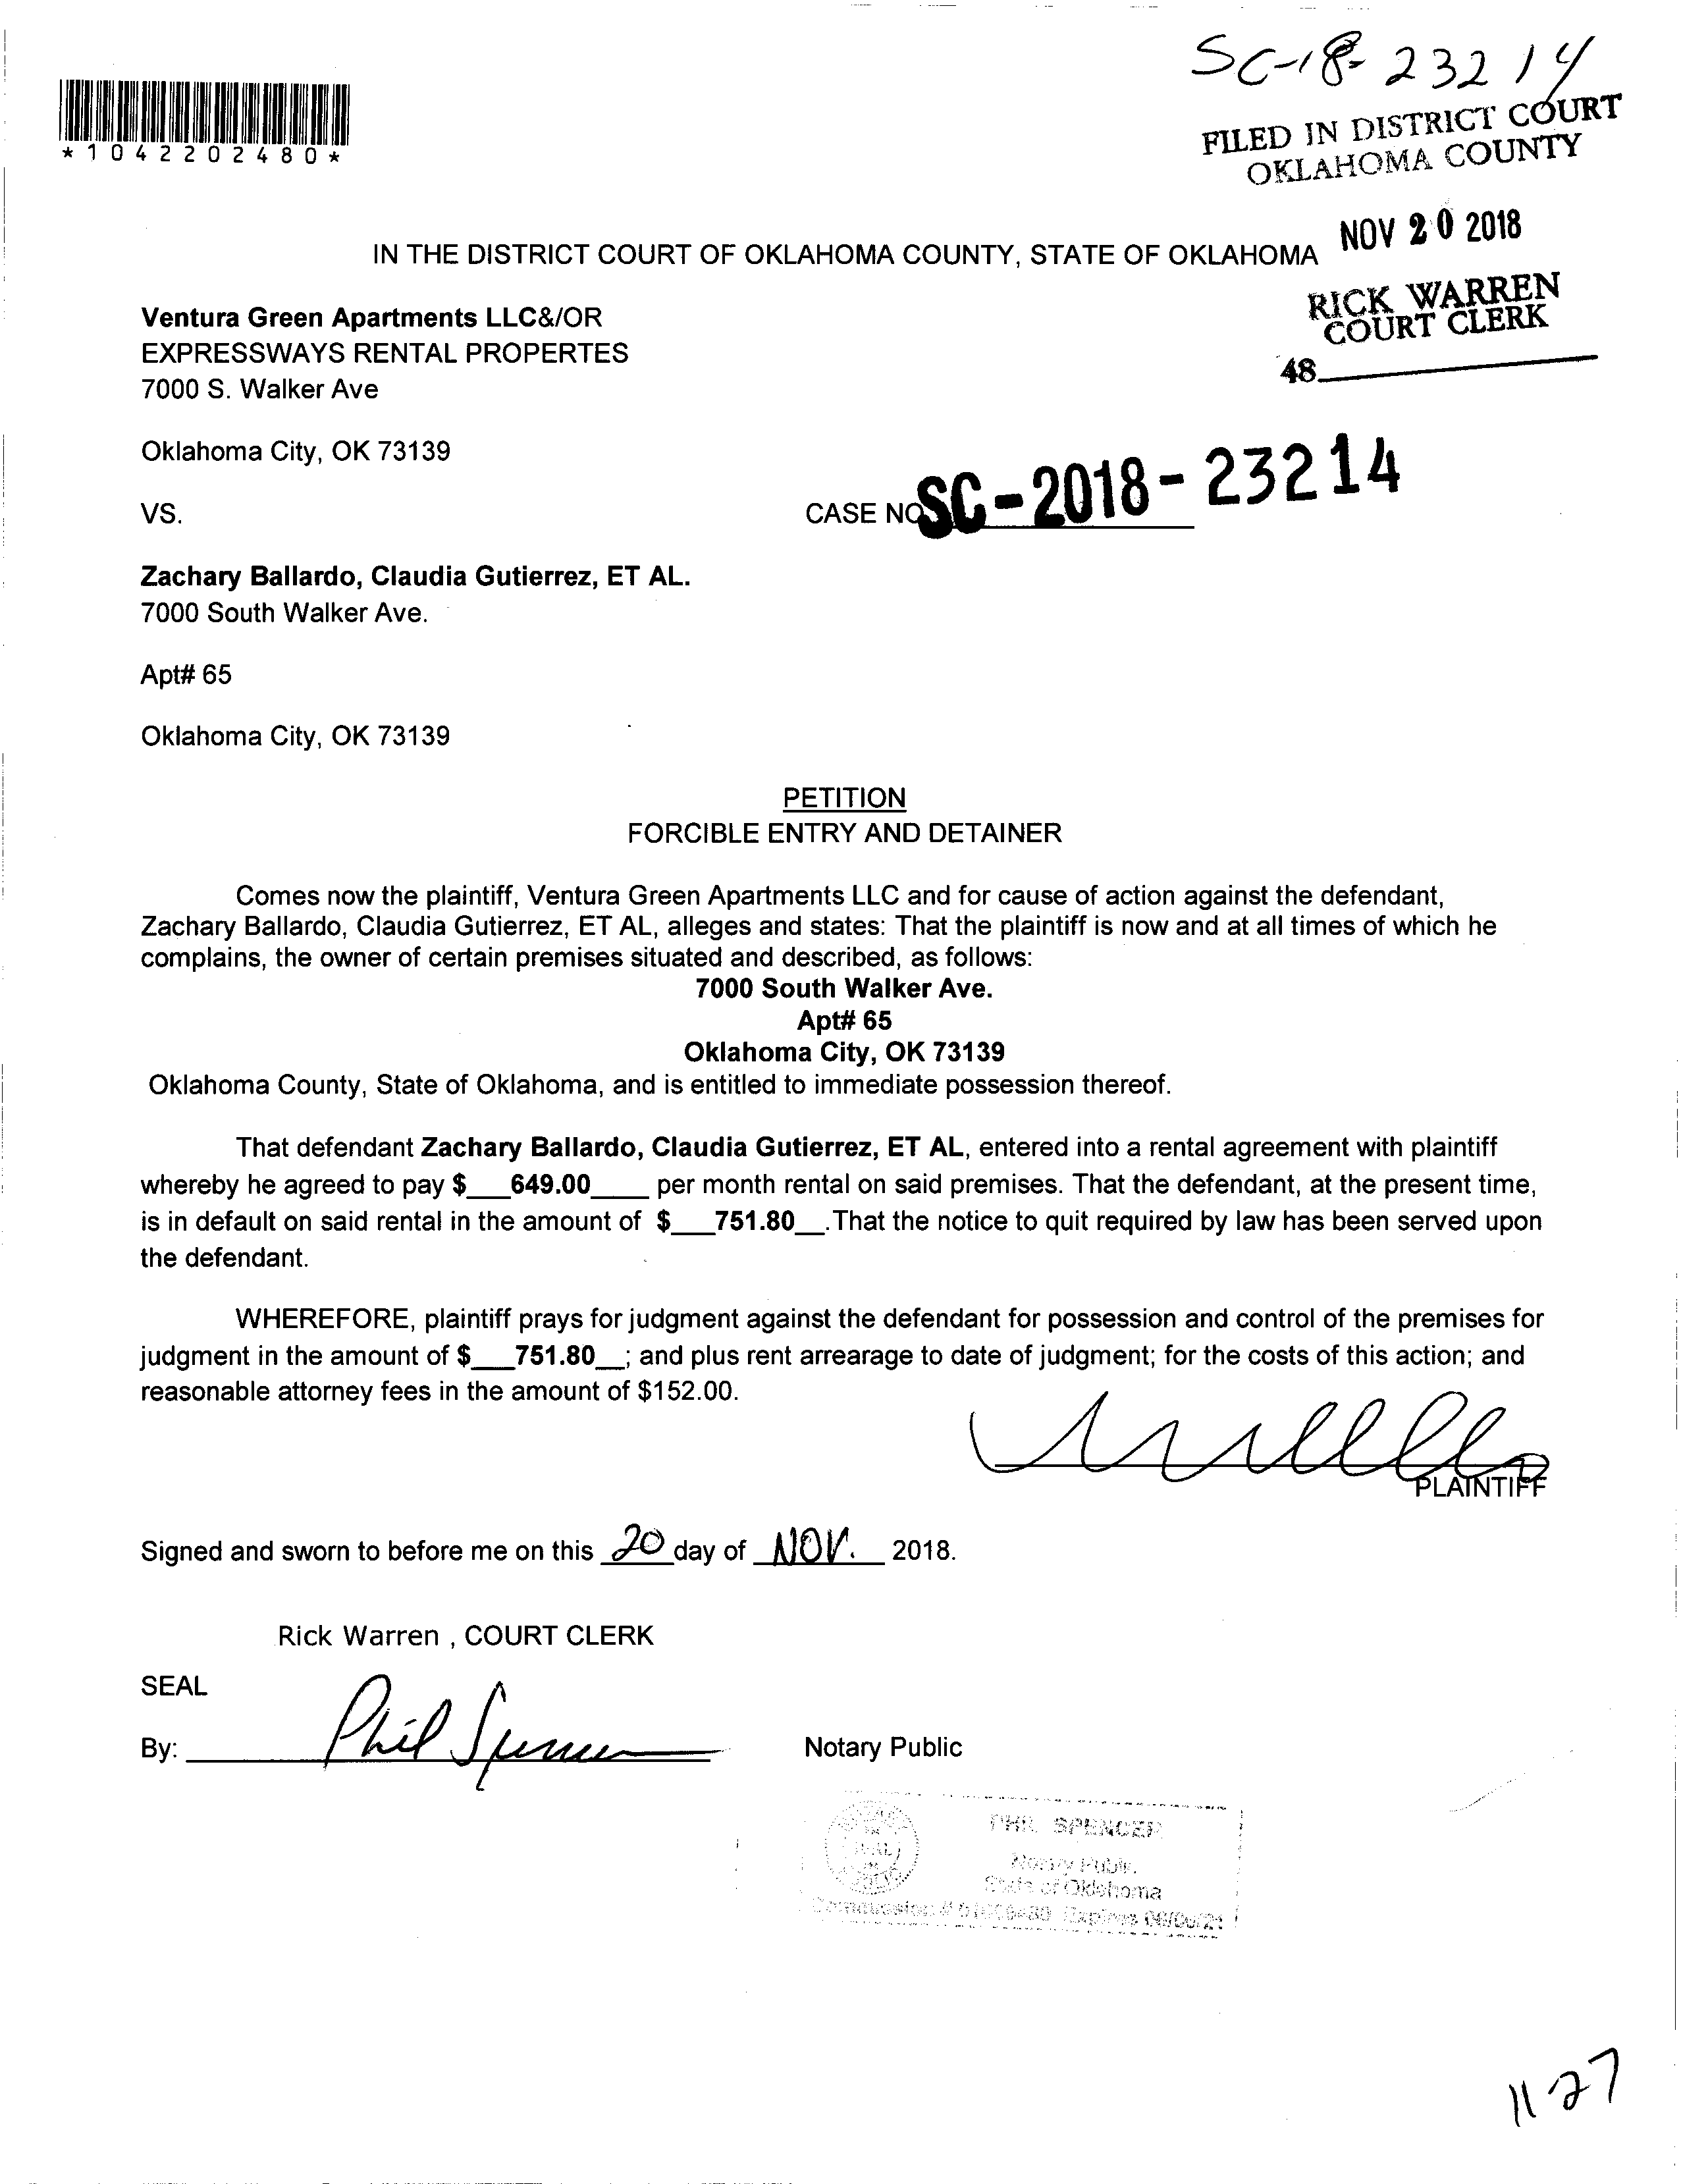 SC-18-23214
FILED IN DISTRICT COURT
OKLAHOMA COUNTY
*1042202480*
NOV 20 2018
IN THE DISTRICT COURT OF OKLAHOMA COUNTY, STATE OF OKLAHOMA
RICK WARREN
COURT CLERK
48
Ventura Green Apartments LLC&/OR
EXPRESSWAYS RENTAL PROPERTES
7000 S. Walker Ave
Oklahoma City, OK 73139
VS.
CASE NO SC-2018-23214
Zachary Ballardo, Claudia Gutierrez, ET AL.
7000 South Walker Ave.
Apt# 65
Oklahoma City, OK 73139
PETITION
FORCIBLE ENTRY AND DETAINER
Comes now the plaintiff, Ventura Green Apartments LLC and for cause of action against the defendant,
Zachary Ballardo, Claudia Gutierrez, ET AL, alleges and states: That the plaintiff is now and at all times of which he
complains, the owner of certain premises situated and described, as follows:
7000 South Walker Ave.
Apt# 65
Oklahoma City, OK 73139
Oklahoma County, State of Oklahoma, and is entitled to immediate possession thereof.
That defendant Zachary Ballardo, Claudia Gutierrez, ET AL, entered into a rental agreement with plaintiff
whereby he agreed to pay $___649.00____ per month rental on said premises. That the defendant, at the present time,
is in default on said rental in the amount of $___751.80__.That the notice to quit required by law has been served upon
the defendant.
WHEREFORE, plaintiff prays for judgment against the defendant for possession and control of the premises for
judgment in the amount of $___751.80__; and plus rent arrearage to date of judgment; for the costs of this action; and
reasonable attorney fees in the amount of $152.00.
PLAINTIFF
Signed and sworn to before me on this 20 day of NOV. 2018.
Rick Warren , COURT CLERK
SEAL
By: Phil Spencer
Notary Public
PHIL SPENCER
Notary Public
State of Oklahoma
Commission # Expires
11 27